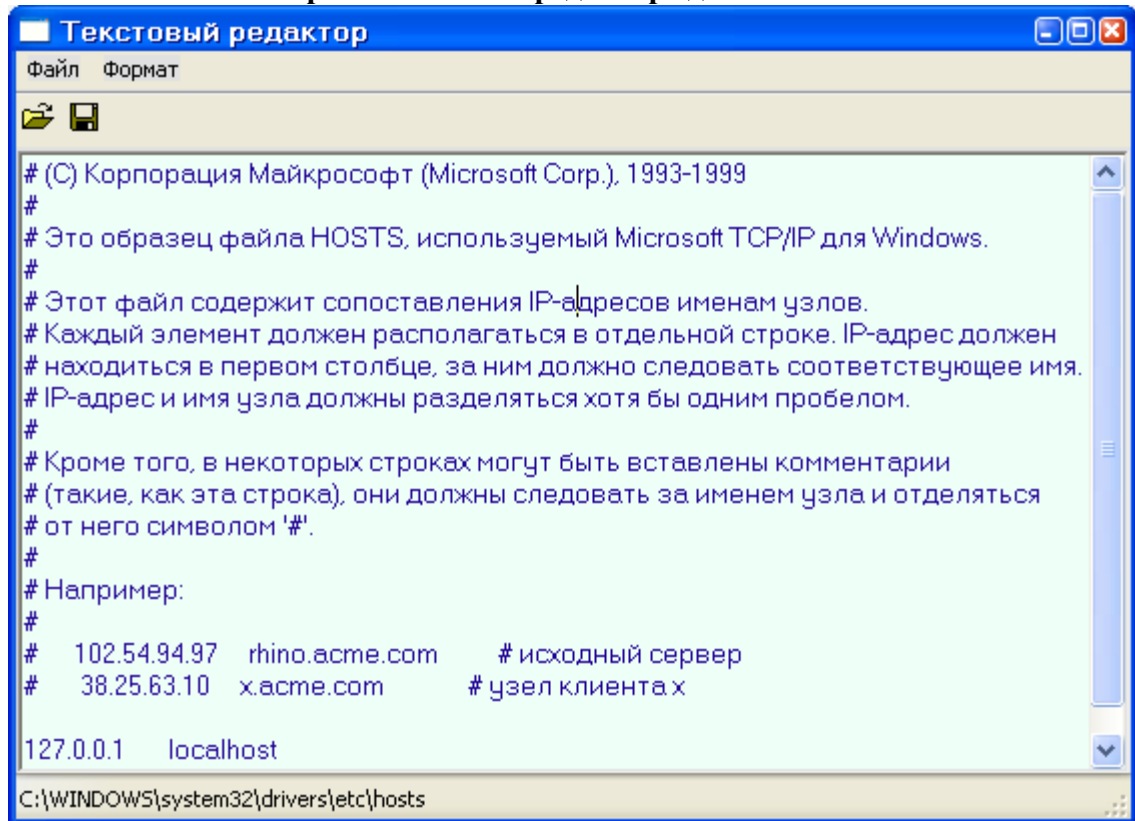 Текстовый редактор
Файл Формат
# (C) Корпорация Майкрософт (Microsoft Corp.), 1993-1999
#
# Это образец файла HOSTS, используемый Microsoft TCP/IP для Windows.
#
# Этот файл содержит сопоставления IP-адресов именам узлов.
# Каждый элемент должен располагаться в отдельной строке. IP-адрес должен
# находиться в первом столбце, за ним должно следовать соответствующее имя.
# IP-адрес и имя узла должны разделяться хотя бы одним пробелом.
#
# Кроме того, в некоторых строках могут быть вставлены комментарии
# (такие, как эта строка), они должны следовать за именем узла и отделяться
# от него символом '#'.
#
# Например:
#
# 102.54.94.97 rhino.acme.com # исходный сервер
# 38.25.63.10 x.acme.com # узел клиента x
127.0.0.1 localhost
C:\WINDOWS\system32\drivers\etc\hosts